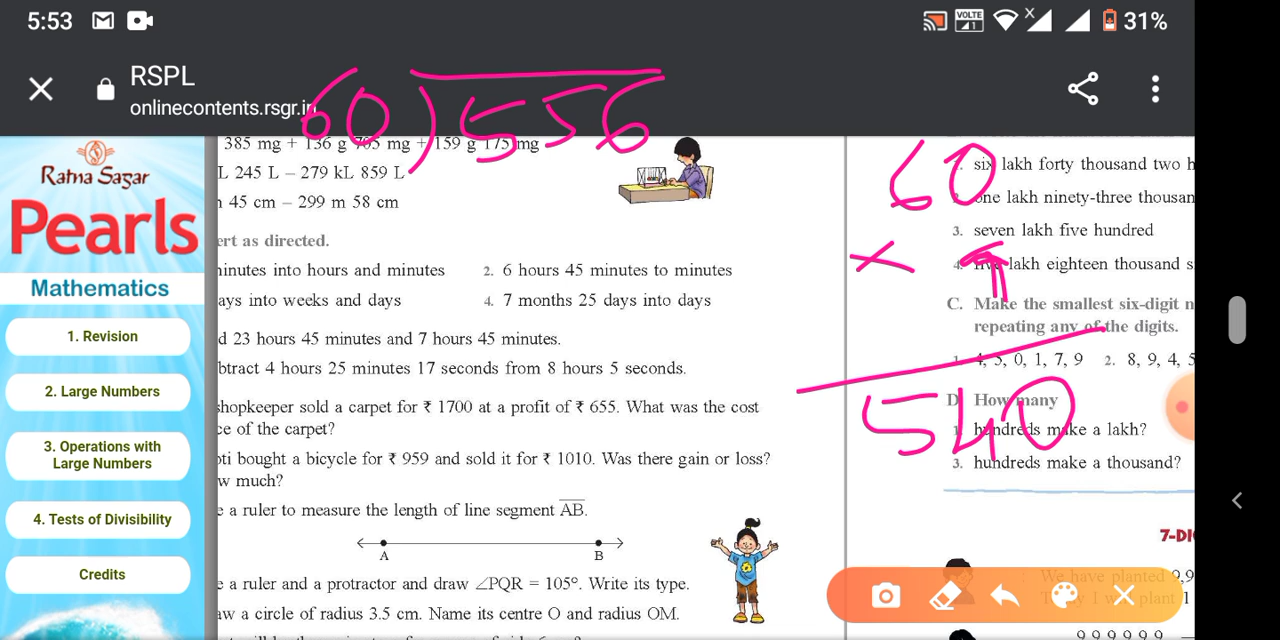 5:53
VOLTE
31%
RSPL
onlinecontents.rsgr.in
60)556
60
×
540
Ratna Sagar
Pearls
Mathematics
1. Revision
2. Large Numbers
3. Operations with
Large Numbers
4. Tests of Divisibility
Credits
385 mg + 136 g 795 mg + 159 g 175 mg
L 245 L – 279 kL 859 L
45 cm – 299 m 58 cm
ert as directed.
inutes into hours and minutes 2. 6 hours 45 minutes to minutes
ays into weeks and days 4. 7 months 25 days into days
d 23 hours 45 minutes and 7 hours 45 minutes.
btract 4 hours 25 minutes 17 seconds from 8 hours 5 seconds.
shopkeeper sold a carpet for ₹ 1700 at a profit of ₹ 655. What was the cost
ce of the carpet?
oti bought a bicycle for ₹ 959 and sold it for ₹ 1010. Was there gain or loss?
w much?
e a ruler to measure the length of line segment AB.
A B
e a ruler and a protractor and draw ∠PQR = 105°. Write its type.
aw a circle of radius 3.5 cm. Name its centre O and radius OM.
six lakh forty thousand two h
one lakh ninety-three thousan
3. seven lakh five hundred
4. five lakh eighteen thousand s
C. Make the smallest six-digit n
repeating any of the digits.
1. 4, 3, 0, 1, 7, 9 2. 8, 9, 4, 5
D. How many
1. hundreds make a lakh?
3. hundreds make a thousand?
7-DI
We have planted 9,9
9 9 9 9 9 9